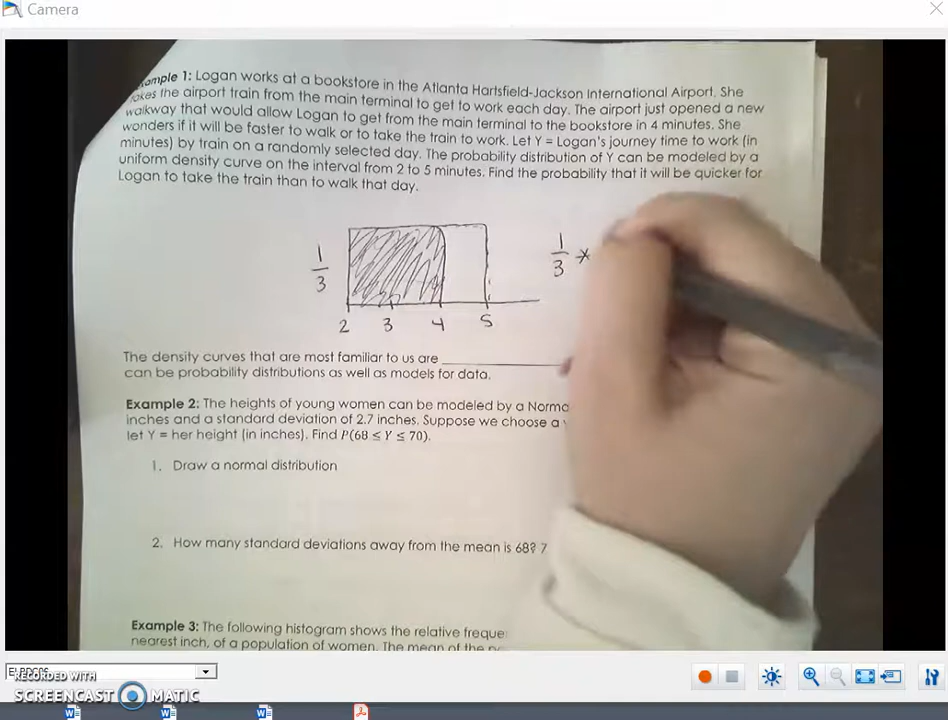 Camera
Example 1: Logan works at a bookstore in the Atlanta Hartsfield-Jackson International Airport. She
takes the airport train from the main terminal to get to work each day. The airport just opened a new
walkway that would allow Logan to get from the main terminal to the bookstore in 4 minutes. She
wonders if it will be faster to walk or to take the train to work. Let Y = Logan's journey time to work (in
minutes) by train on a randomly selected day. The probability distribution of Y can be modeled by a
uniform density curve on the interval from 2 to 5 minutes. Find the probability that it will be quicker for
Logan to take the train than to walk that day.
1/3
1/3 *
2 3 4 5
The density curves that are most familiar to us are
can be probability distributions as well as models for data.
Example 2: The heights of young women can be modeled by a Norma
inches and a standard deviation of 2.7 inches. Suppose we choose a
let Y = her height (in inches). Find P(68 ≤ Y ≤ 70).
1. Draw a normal distribution
2. How many standard deviations away from the mean is 68? 7
Example 3: The following histogram shows the relative freque
nearest inch, of a population of women. The mean of the
RECORDED WITH
SCREENCAST MATIC